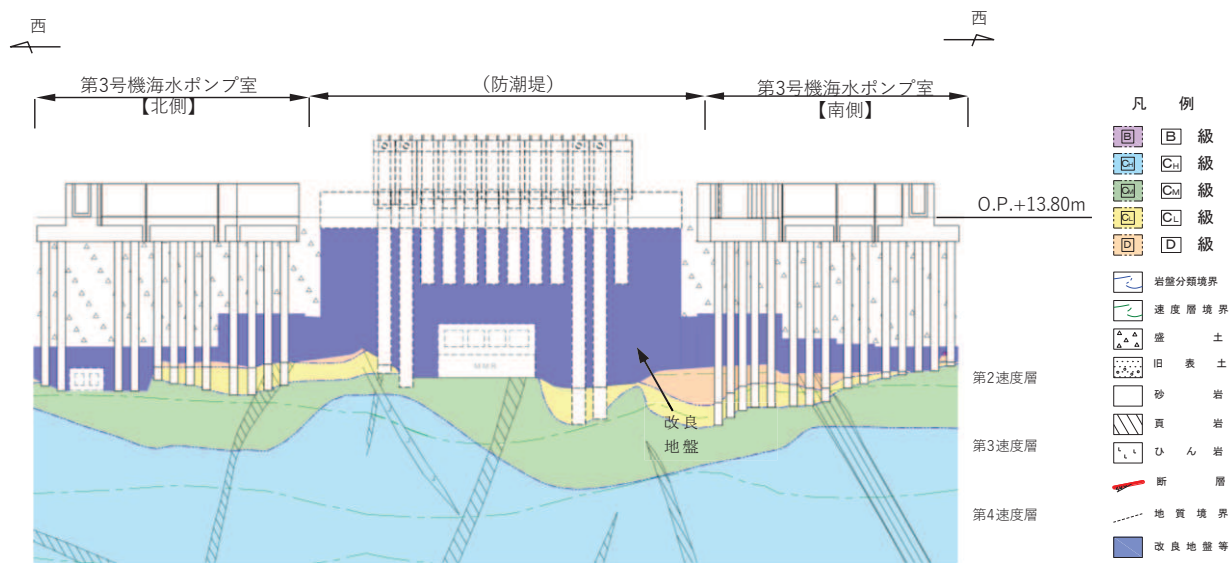 西
西
第3号機海水ポンプ室
【北側】
(防潮堤)
第3号機海水ポンプ室
【南側】
O.P.+13.80m
改良
地盤
第2速度層
第3速度層
第4速度層
凡 例
B B 級
CH CH 級
CM CM 級
CL CL 級
D D 級
岩盤分類境界
速度層境界
盛 土
旧 表 土
砂 岩
頁 岩
ひ ん 岩
断 層
地質境界
改良地盤等